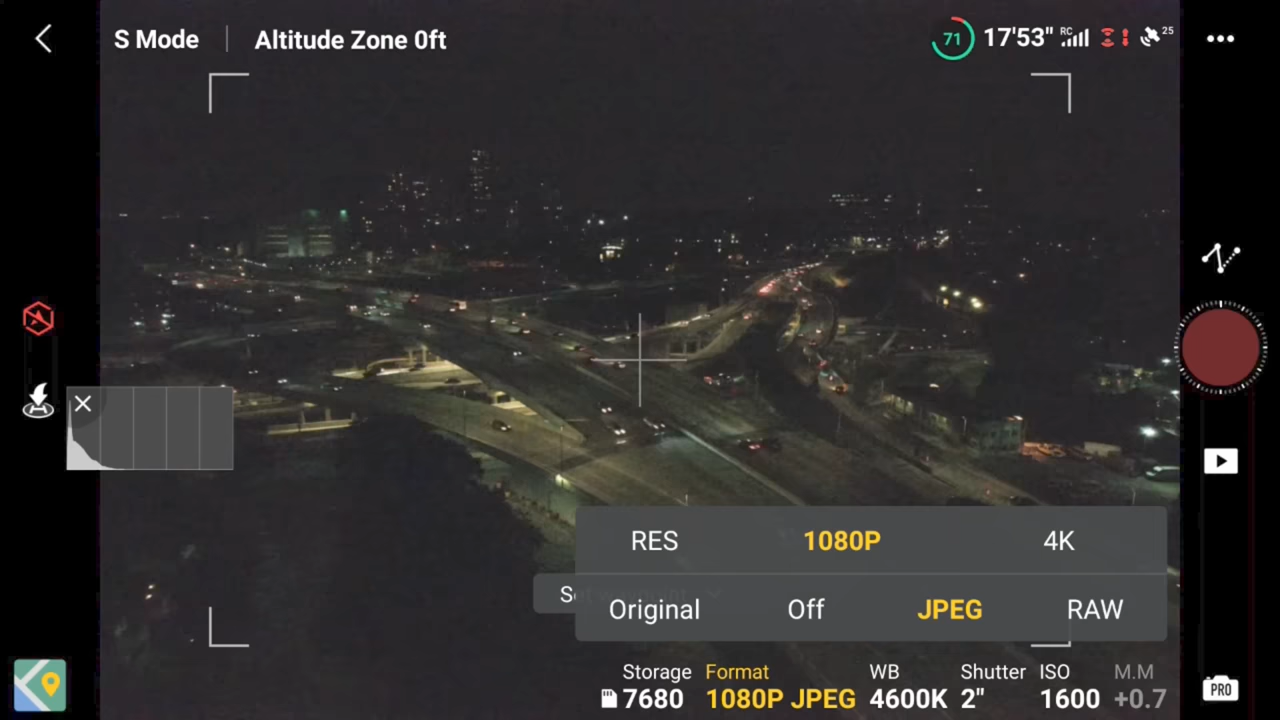 S Mode | Altitude Zone 0ft
71 17'53" RC 25
RES 1080P 4K
Original Off JPEG RAW
Storage Format WB Shutter ISO M.M
7680 1080P JPEG 4600K 2" 1600 +0.7
PRO